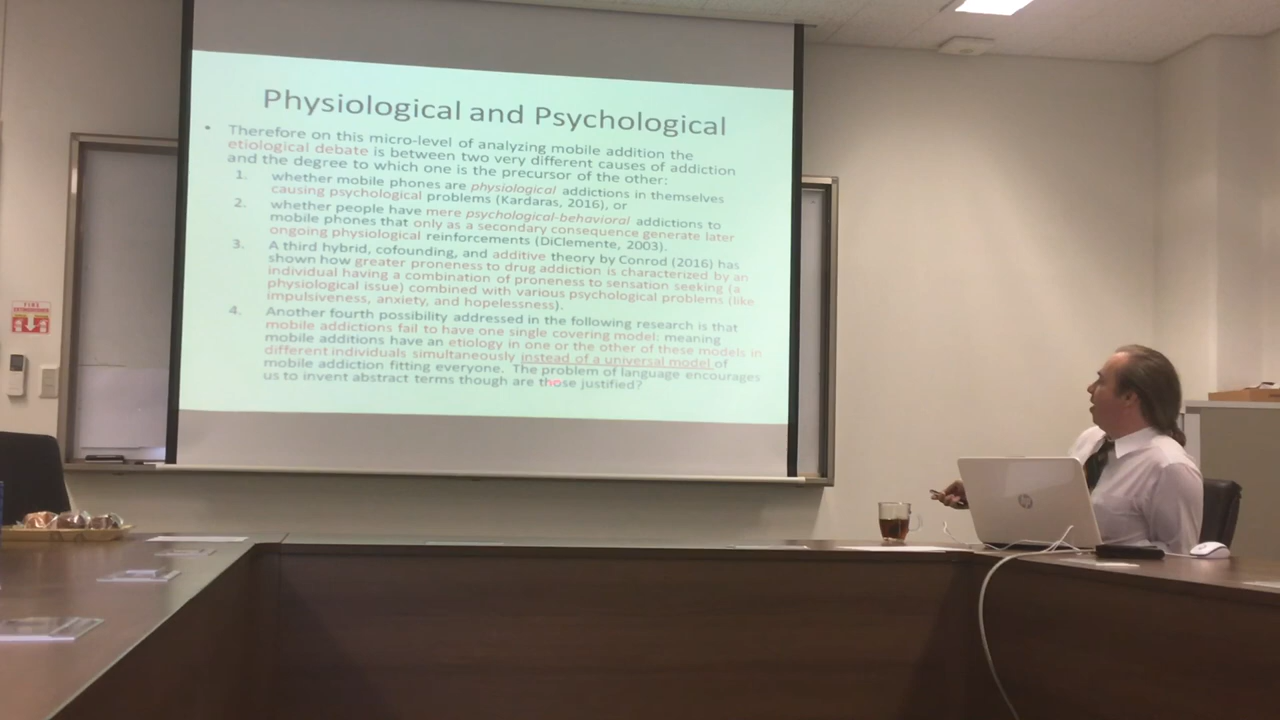 Physiological and Psychological
• Therefore on this micro-level of analyzing mobile addition the
etiological debate is between two very different causes of addiction
and the degree to which one is the precursor of the other:
1. whether mobile phones are physiological addictions in themselves
causing psychological problems (Kardaras, 2016), or
2. whether people have mere psychological-behavioral addictions to
mobile phones that only as a secondary consequence generate later
ongoing physiological reinforcements (DiClemente, 2003).
3. A third hybrid, cofounding, and additive theory by Conrod (2016) has
shown how greater proneness to drug addiction is characterized by an
individual having a combination of proneness to sensation seeking (a
physiological issue) combined with various psychological problems (like
impulsiveness, anxiety, and hopelessness).
4. Another fourth possibility addressed in the following research is that
mobile addictions fail to have one single covering model: meaning
mobile additions have an etiology in one or the other of these models in
different individuals simultaneously instead of a universal model of
mobile addiction fitting everyone. The problem of language encourages
us to invent abstract terms though are those justified?
FIRE
hp